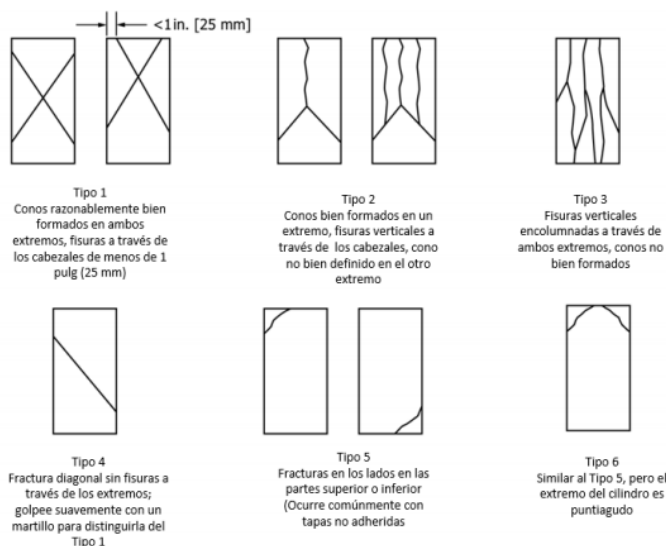 <1 in. [25 mm]
Tipo 1
Conos razonablemente bien
formados en ambos
extremos, fisuras a través de
los cabezales de menos de 1
pulg (25 mm)
Tipo 2
Conos bien formados en un
extremo, fisuras verticales a
través de los cabezales, cono
no bien definido en el otro
extremo
Tipo 3
Fisuras verticales
encolumnadas a través de
ambos extremos, conos no
bien formados
Tipo 4
Fractura diagonal sin fisuras a
través de los extremos;
golpee suavemente con un
martillo para distinguirla del
Tipo 1
Tipo 5
Fracturas en los lados en las
partes superior o inferior
(Ocurre comúnmente con
tapas no adheridas
Tipo 6
Similar al Tipo 5, pero el
extremo del cilindro es
puntiagudo